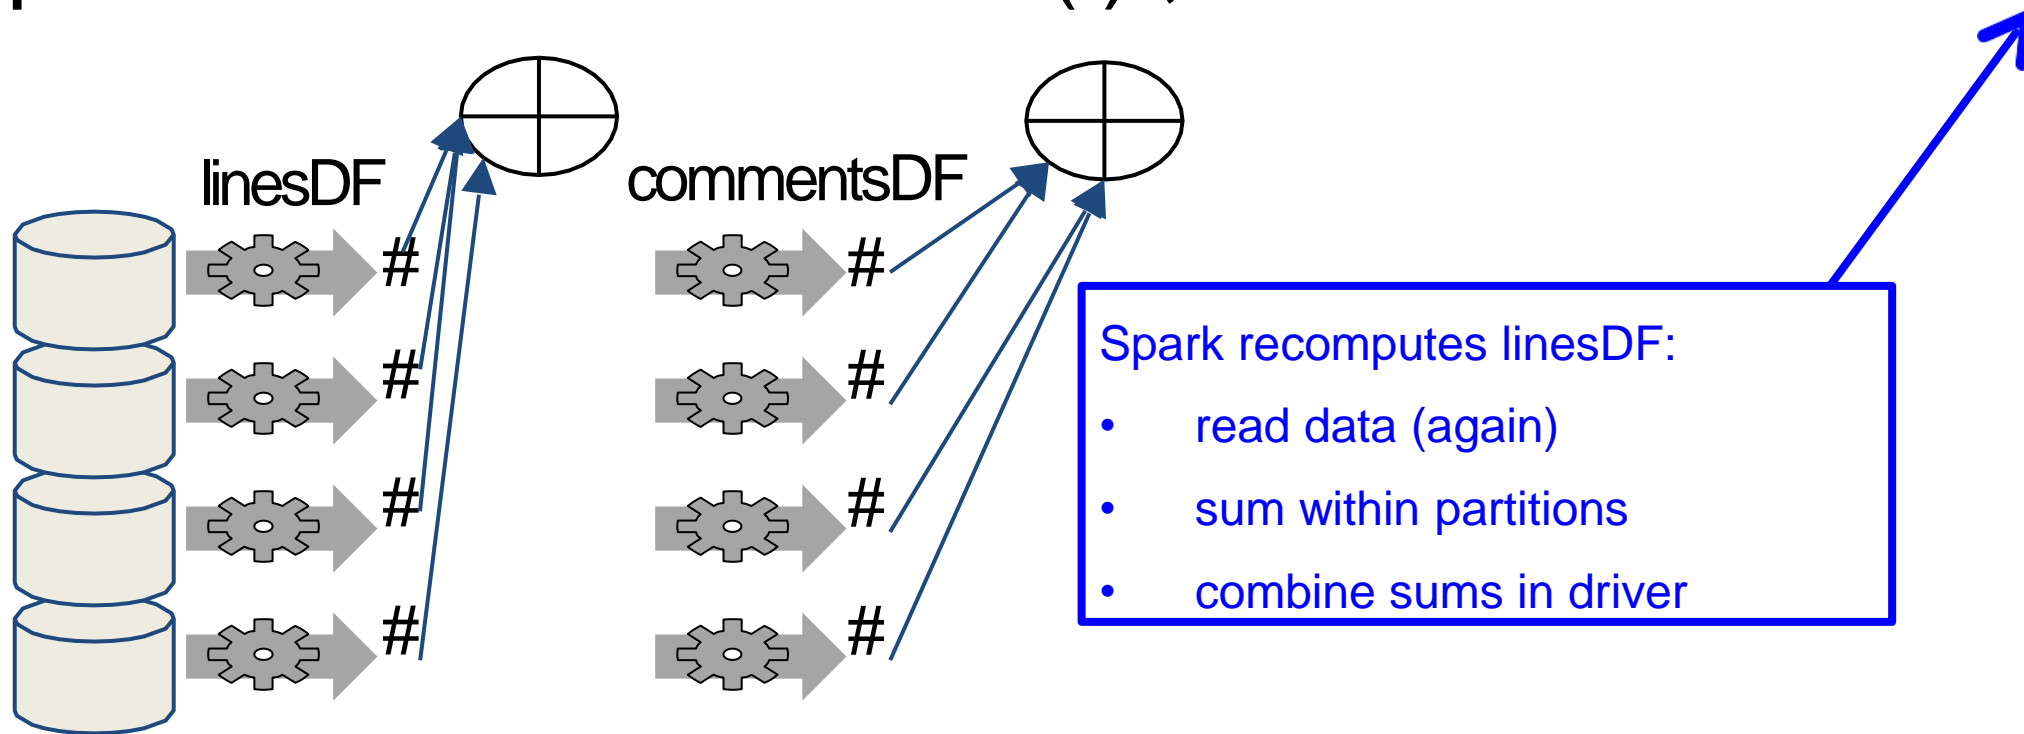 linesDF
commentsDF
# #
# #
# #
# #
Spark recomputes linesDF:
• read data (again)
• sum within partitions
• combine sums in driver